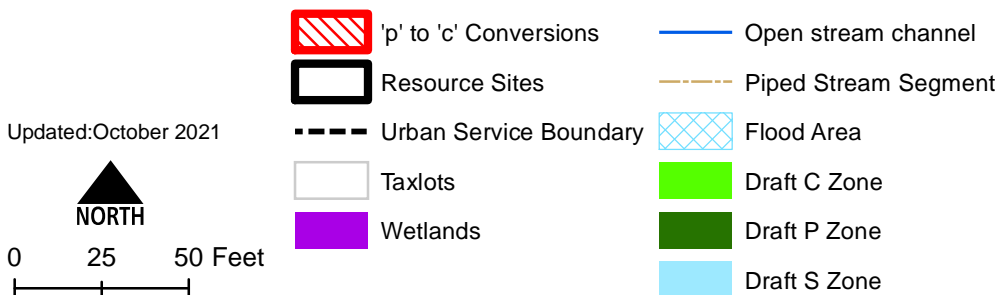 Updated:October 2021
NORTH
0 25 50 Feet
'p' to 'c' Conversions
Resource Sites
Urban Service Boundary
Taxlots
Wetlands
Open stream channel
Piped Stream Segment
Flood Area
Draft C Zone
Draft P Zone
Draft S Zone